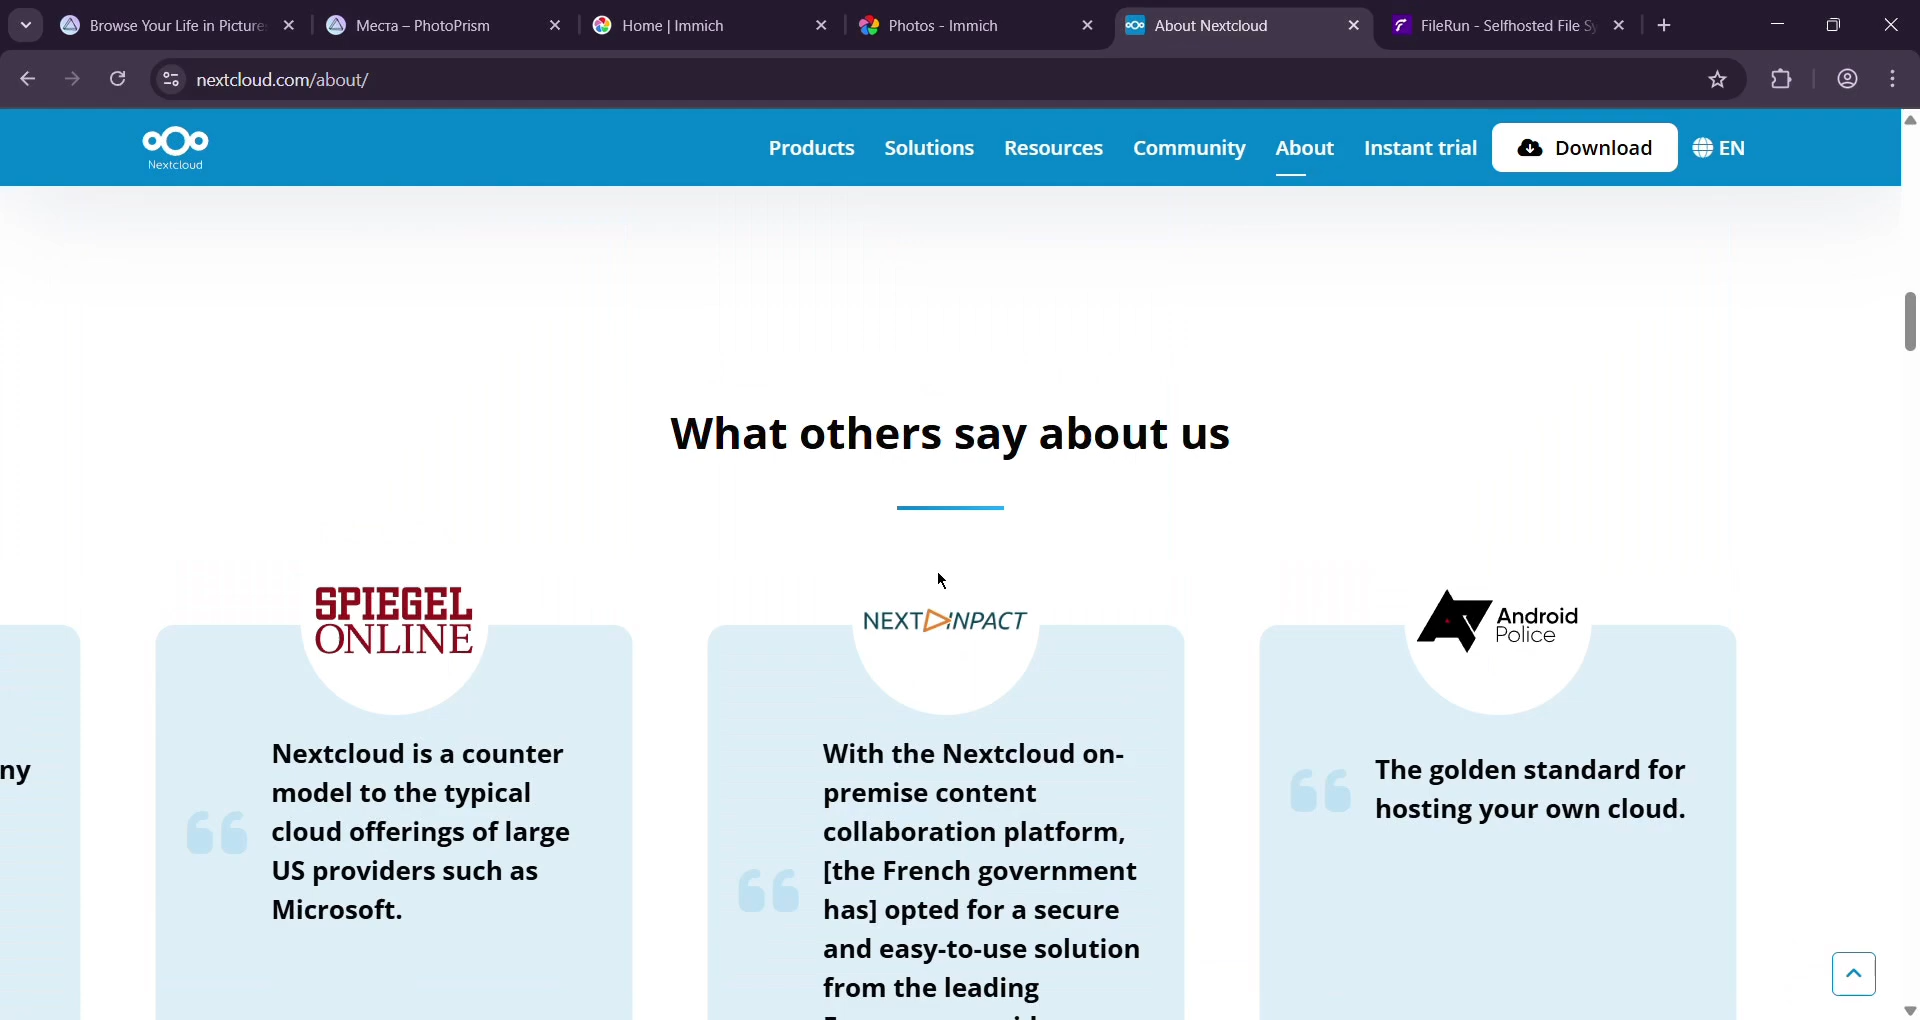 Browse Your Life in Picture
Места – PhotoPrism
Home | Immich
Photos - Immich
About Nextcloud
FileRun - Selfhosted File Sy
nextcloud.com/about/
Nextcloud
Products
Solutions
Resources
Community
About
Instant trial
Download
EN
What others say about us
ny
SPIEGEL
ONLINE
Nextcloud is a counter
model to the typical
cloud offerings of large
US providers such as
Microsoft.
NEXT INPACT
With the Nextcloud on-
premise content
collaboration platform,
[the French government
has] opted for a secure
and easy-to-use solution
from the leading
Android
Police
The golden standard for
hosting your own cloud.